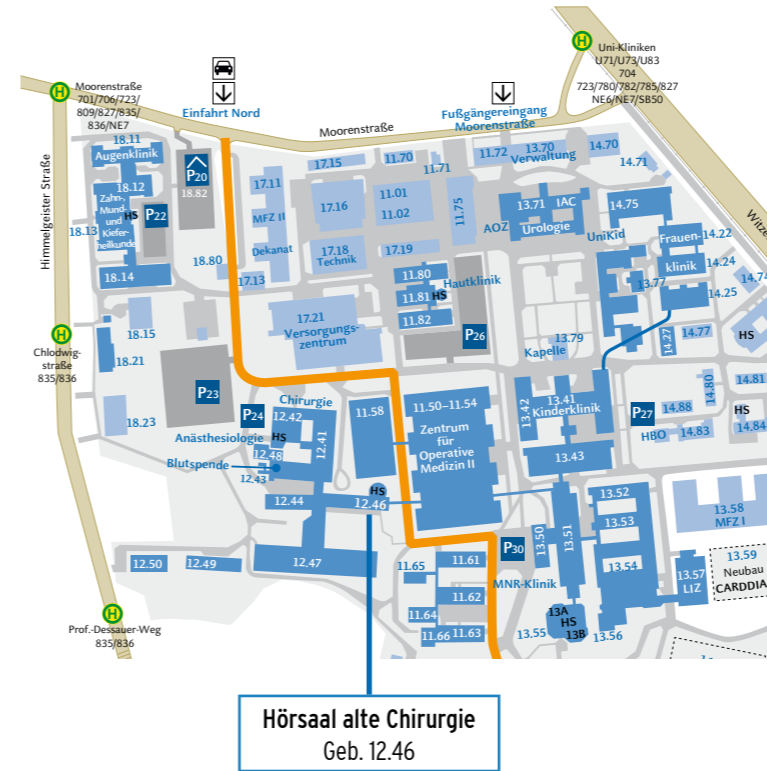 Uni-Kliniken
U71/U73/U83
704
723/780/782/785/827
NE6/NE7/SB50
Moorenstraße
701/706/723/
809/827/835/
836/NE7
Einfahrt Nord
Moorenstraße
Fußgängereingang
Moorenstraße
Himmelgeister Straße
18.11
Augenklinik
18.12
Zahn-
Mund-
und
Kiefer-
heilkunde
HS
18.13
18.14
P22
P20
18.82
18.80
17.11
MFZ II
Dekanat
17.13
17.15
17.16
17.18
Technik
11.70
11.71
11.01
11.02
17.19
11.75
11.72
13.70
Verwaltung
14.70
14.71
13.71
IAC
AOZ
Urologie
14.75
UniKid
Frauen-
klinik
14.22
14.24
14.25
13.77
14.74
Witze
11.80
11.81
HS
11.82
Hautklinik
P26
17.21
Versorgungs-
zentrum
13.79
Kapelle
14.27
14.77
HS
18.15
18.21
18.23
P23
P24
Chlodwig-
straße
835/836
Chirurgie
12.42
12.41
Anästhesiologie
HS
12.48
Blutspende
12.43
12.44
11.58
HS
12.46
12.47
12.49
12.50
11.50–11.54
Zentrum
für
Operative
Medizin II
13.42
13.41
Kinderklinik
13.43
P27
14.80
14.81
14.88
HBO
14.83
HS
14.84
13.52
13.53
13.54
13.51
13.50
P30
MNR-Klinik
13.58
MFZ I
13.59
Neubau
CARDDIA
13.57
LIZ
11.61
11.65
11.62
11.64
11.66
11.63
13A
HS
13B
13.55
13.56
Prof.-Dessauer-Weg
835/836
Hörsaal alte Chirurgie
Geb. 12.46
H
H
H
H